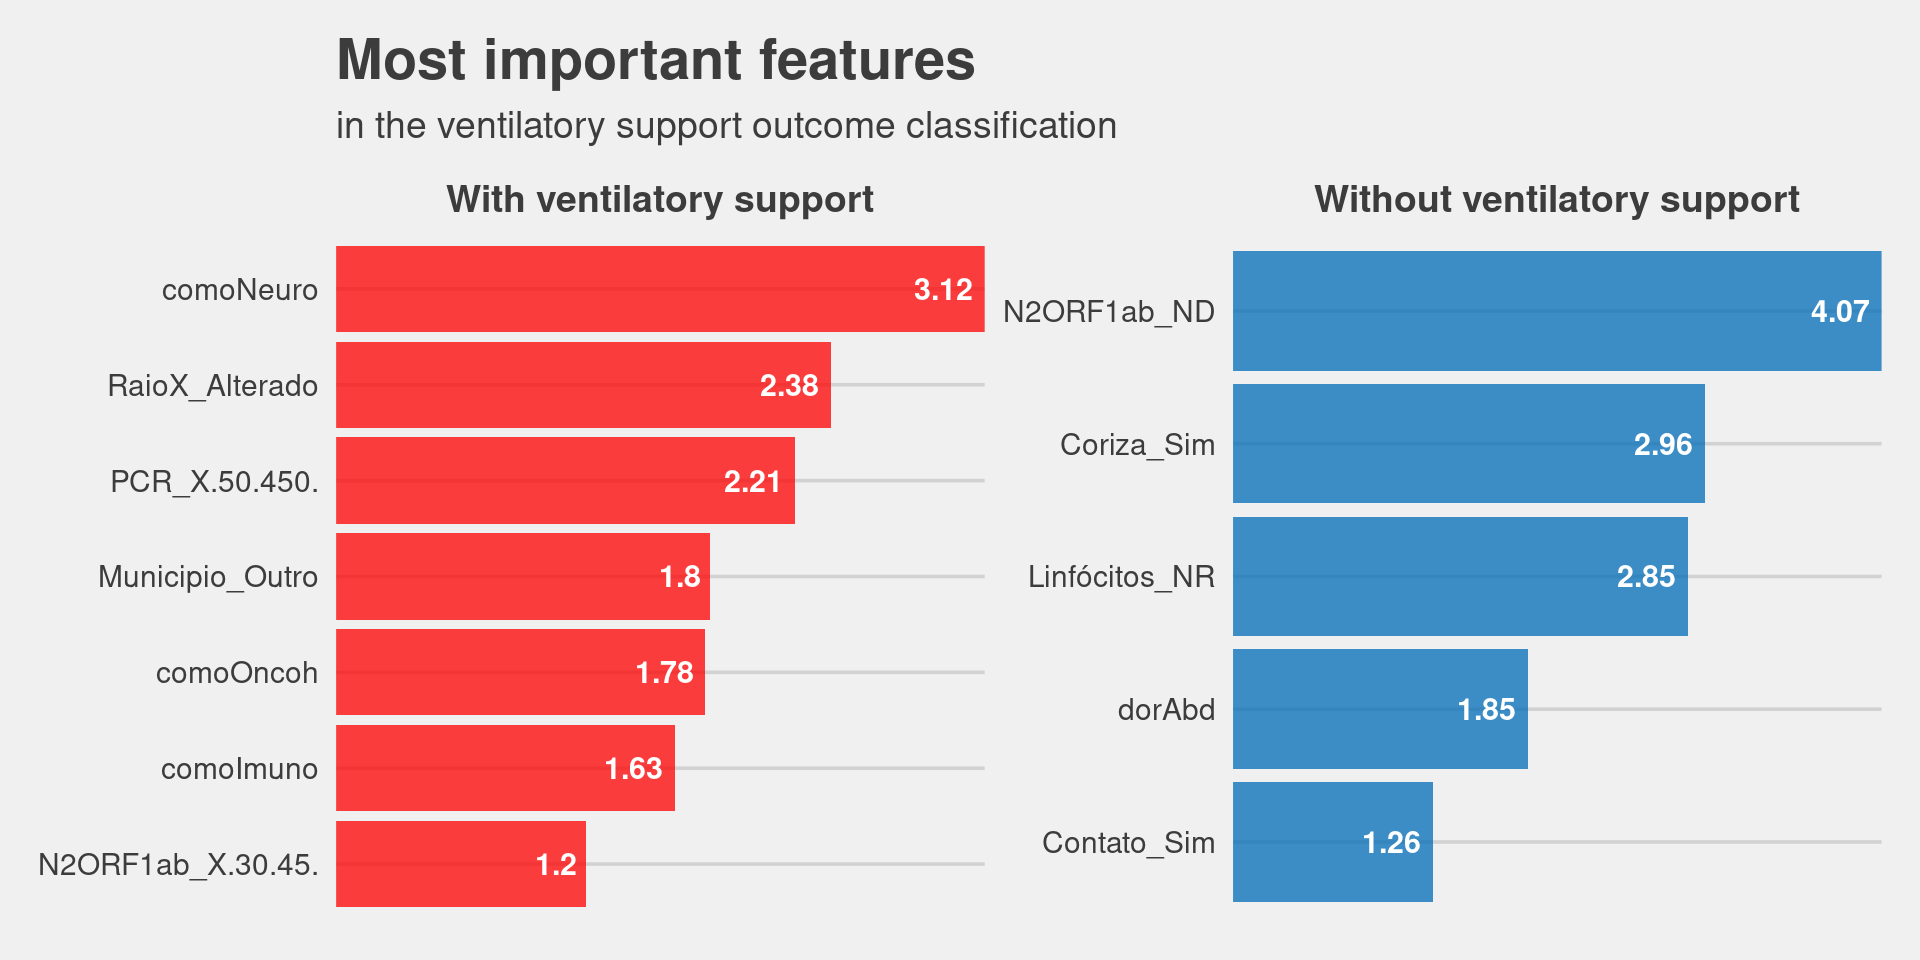 Most important features
in the ventilatory support outcome classification
With ventilatory support
comoNeuro 3.12
RaioX_Alterado 2.38
PCR_X.50.450. 2.21
Municipio_Outro 1.8
comoOncoh 1.78
comoImuno 1.63
N2ORF1ab_X.30.45. 1.2
Without ventilatory support
N2ORF1ab_ND 4.07
Coriza_Sim 2.96
Linfócitos_NR 2.85
dorAbd 1.85
Contato_Sim 1.26